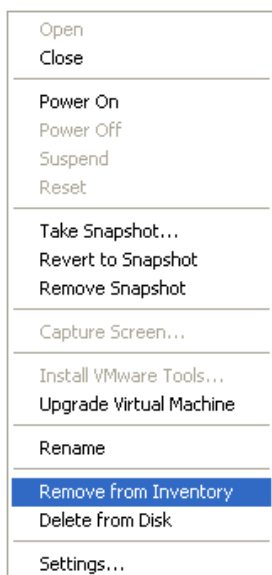 Open
Close
Power On
Power Off
Suspend
Reset
Take Snapshot...
Revert to Snapshot
Remove Snapshot
Capture Screen...
Install VMware Tools...
Upgrade Virtual Machine
Rename
Remove from Inventory
Delete from Disk
Settings...